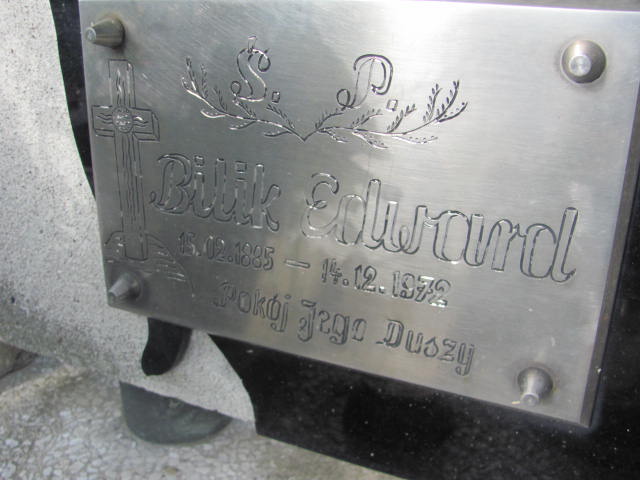 Ś. P.
Bilik Edward
15.02.1885 – 14.12.1972
Pokój Jego Duszy